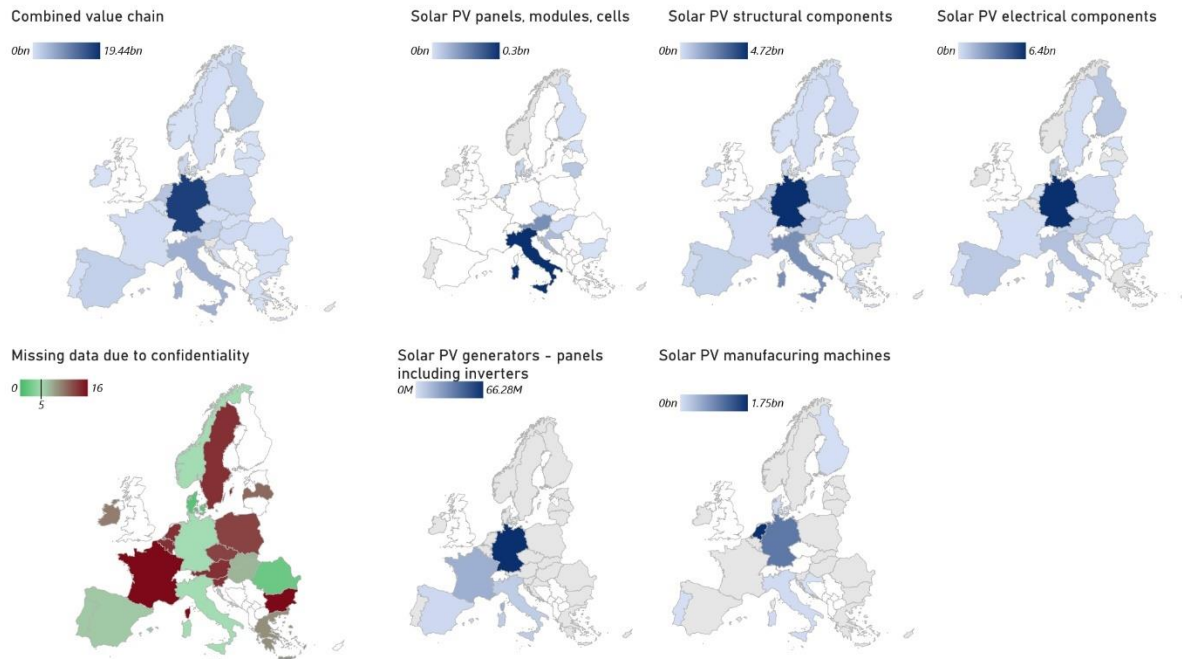 Combined value chain
0bn 19.44bn
Solar PV panels, modules, cells
0bn 0.3bn
Solar PV structural components
0bn 4.72bn
Solar PV electrical components
0bn 6.4bn
Missing data due to confidentiality
0 16
5
Solar PV generators - panels
including inverters
0M 66.28M
Solar PV manufacuring machines
0bn 1.75bn